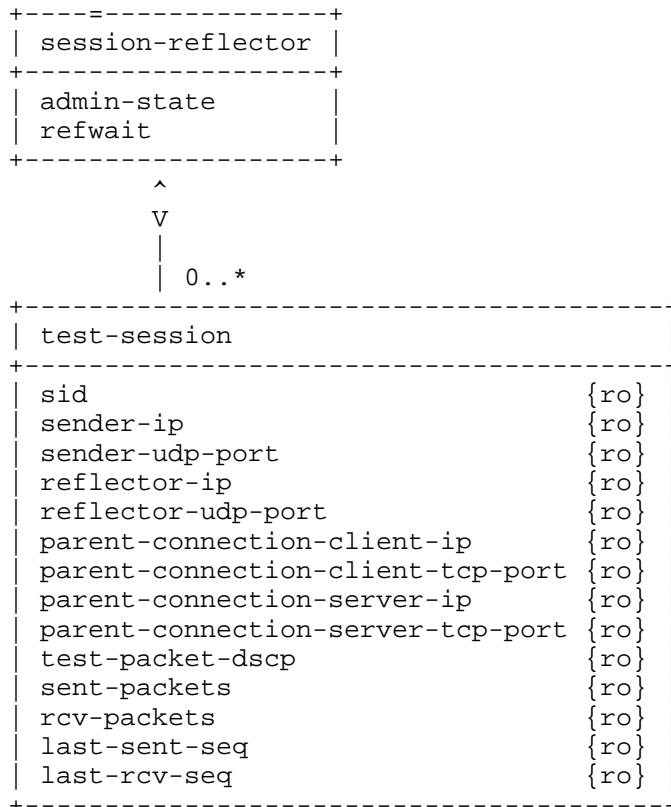 +----=--------------+
| session-reflector |
+-------------------+
| admin-state       |
| refwait           |
+-------------------+
         ^
         V
         |
         | 0..*
+----------------------------------------
| test-session
+----------------------------------------
| sid                              {ro} |
| sender-ip                        {ro} |
| sender-udp-port                  {ro} |
| reflector-ip                     {ro} |
| reflector-udp-port               {ro} |
| parent-connection-client-ip      {ro} |
| parent-connection-client-tcp-port {ro}
| parent-connection-server-ip      {ro} |
| parent-connection-server-tcp-port {ro}
| test-packet-dscp                 {ro} |
| sent-packets                     {ro} |
| rcv-packets                      {ro} |
| last-sent-seq                    {ro} |
| last-rcv-seq                     {ro} |
+----------------------------------------